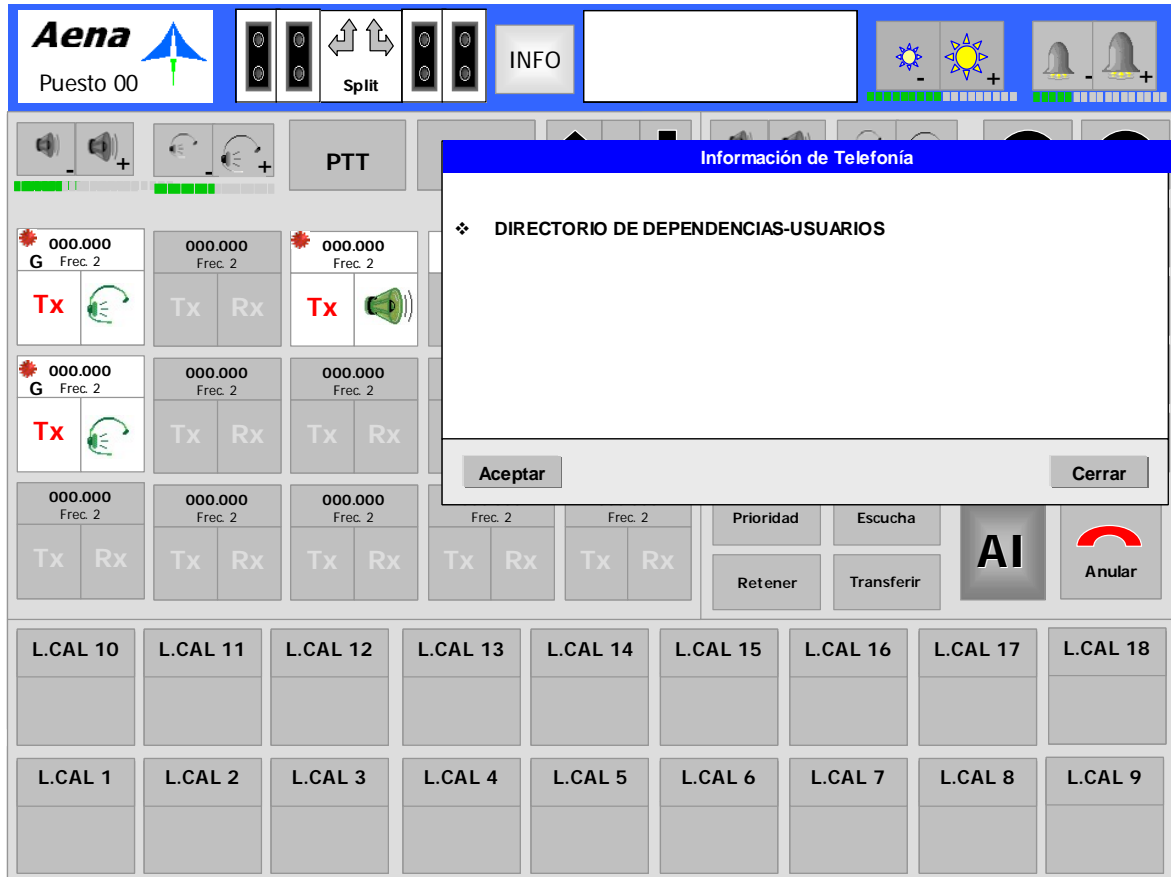 Aena
Puesto 00
Split
INFO
- +
- +
- +
- +
PTT
Información de Telefonía
❖ DIRECTORIO DE DEPENDENCIAS-USUARIOS
Aceptar
Cerrar
000.000
G Frec. 2
Tx
000.000
Frec. 2
Tx Rx
000.000
Frec. 2
Tx
000.000
G Frec. 2
Tx
000.000
Frec. 2
Tx Rx
000.000
Frec. 2
Tx Rx
000.000
Frec. 2
Tx Rx
000.000
Frec. 2
Tx Rx
000.000
Frec. 2
Tx Rx
Frec. 2
Tx Rx
Frec. 2
Tx Rx
Prioridad
Escucha
Retener
Transferir
AI
Anular
L.CAL 10
L.CAL 11
L.CAL 12
L.CAL 13
L.CAL 14
L.CAL 15
L.CAL 16
L.CAL 17
L.CAL 18
L.CAL 1
L.CAL 2
L.CAL 3
L.CAL 4
L.CAL 5
L.CAL 6
L.CAL 7
L.CAL 8
L.CAL 9